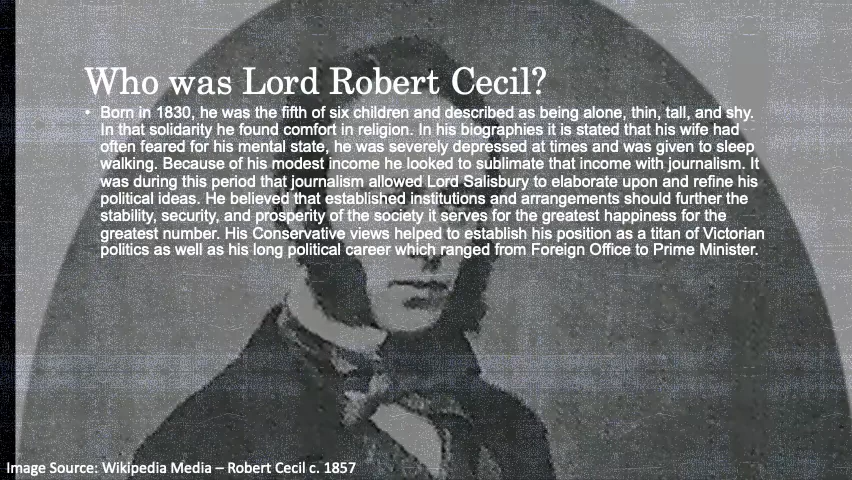 Who was Lord Robert Cecil?
• Born in 1830, he was the fifth of six children and described as being alone, thin, tall, and shy.
In that solidarity he found comfort in religion. In his biographies it is stated that his wife had
often feared for his mental state, he was severely depressed at times and was given to sleep
walking. Because of his modest income he looked to sublimate that income with journalism. It
was during this period that journalism allowed Lord Salisbury to elaborate upon and refine his
political ideas. He believed that established institutions and arrangements should further the
stability, security, and prosperity of the society it serves for the greatest happiness for the
greatest number. His Conservative views helped to establish his position as a titan of Victorian
politics as well as his long political career which ranged from Foreign Office to Prime Minister.
Image Source: Wikipedia Media – Robert Cecil c. 1857